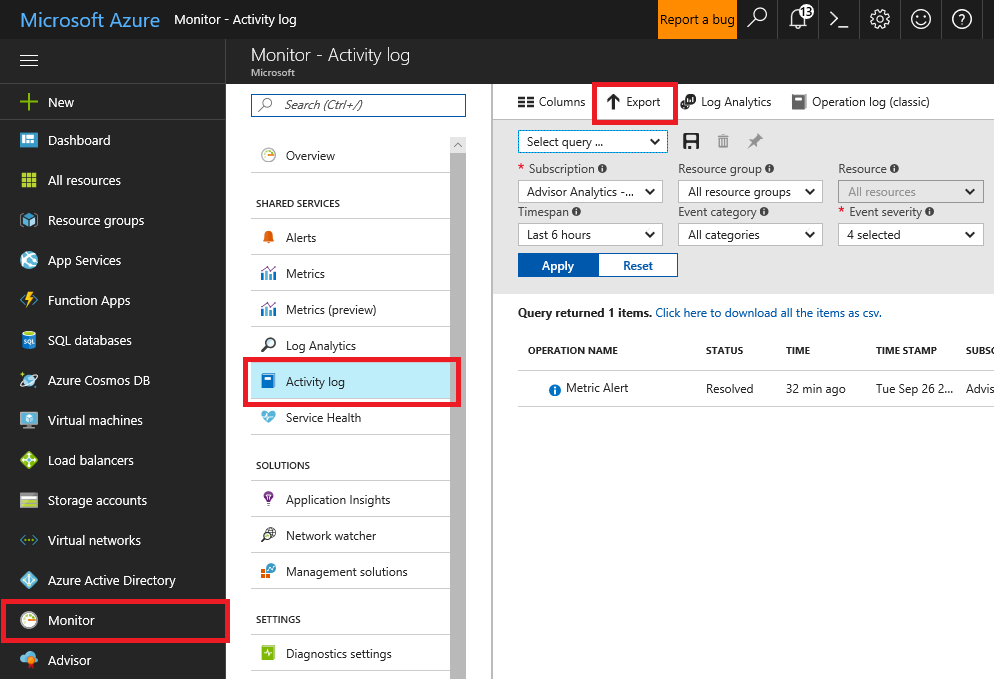 Microsoft Azure Monitor - Activity log
Report a bug
13
Monitor - Activity log
Microsoft
New
Dashboard
All resources
Resource groups
App Services
Function Apps
SQL databases
Azure Cosmos DB
Virtual machines
Load balancers
Storage accounts
Virtual networks
Azure Active Directory
Monitor
Advisor
Search (Ctrl+/)
Overview
SHARED SERVICES
Alerts
Metrics
Metrics (preview)
Log Analytics
Activity log
Service Health
SOLUTIONS
Application Insights
Network watcher
Management solutions
SETTINGS
Diagnostics settings
Columns Export Log Analytics Operation log (classic)
Select query ...
* Subscription Resource group Resource
Advisor Analytics -... All resource groups All resources
Timespan Event category * Event severity
Last 6 hours All categories 4 selected
Apply Reset
Query returned 1 items. Click here to download all the items as csv.
OPERATION NAME STATUS TIME TIME STAMP SUBSC
Metric Alert Resolved 32 min ago Tue Sep 26 2... Advis